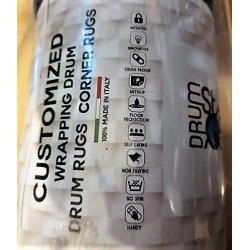 CUSTOMIZED
WRAPPING DRUM
DRUM RUGS CORNER RUGS
100% MADE IN ITALY
INNOVATIVE
CRUSH PROOF
ANTISLIP
FLOOR
PROTECTION
SELF LAYING
NON FRAYING
NO SPIN
HANDY
DRUM